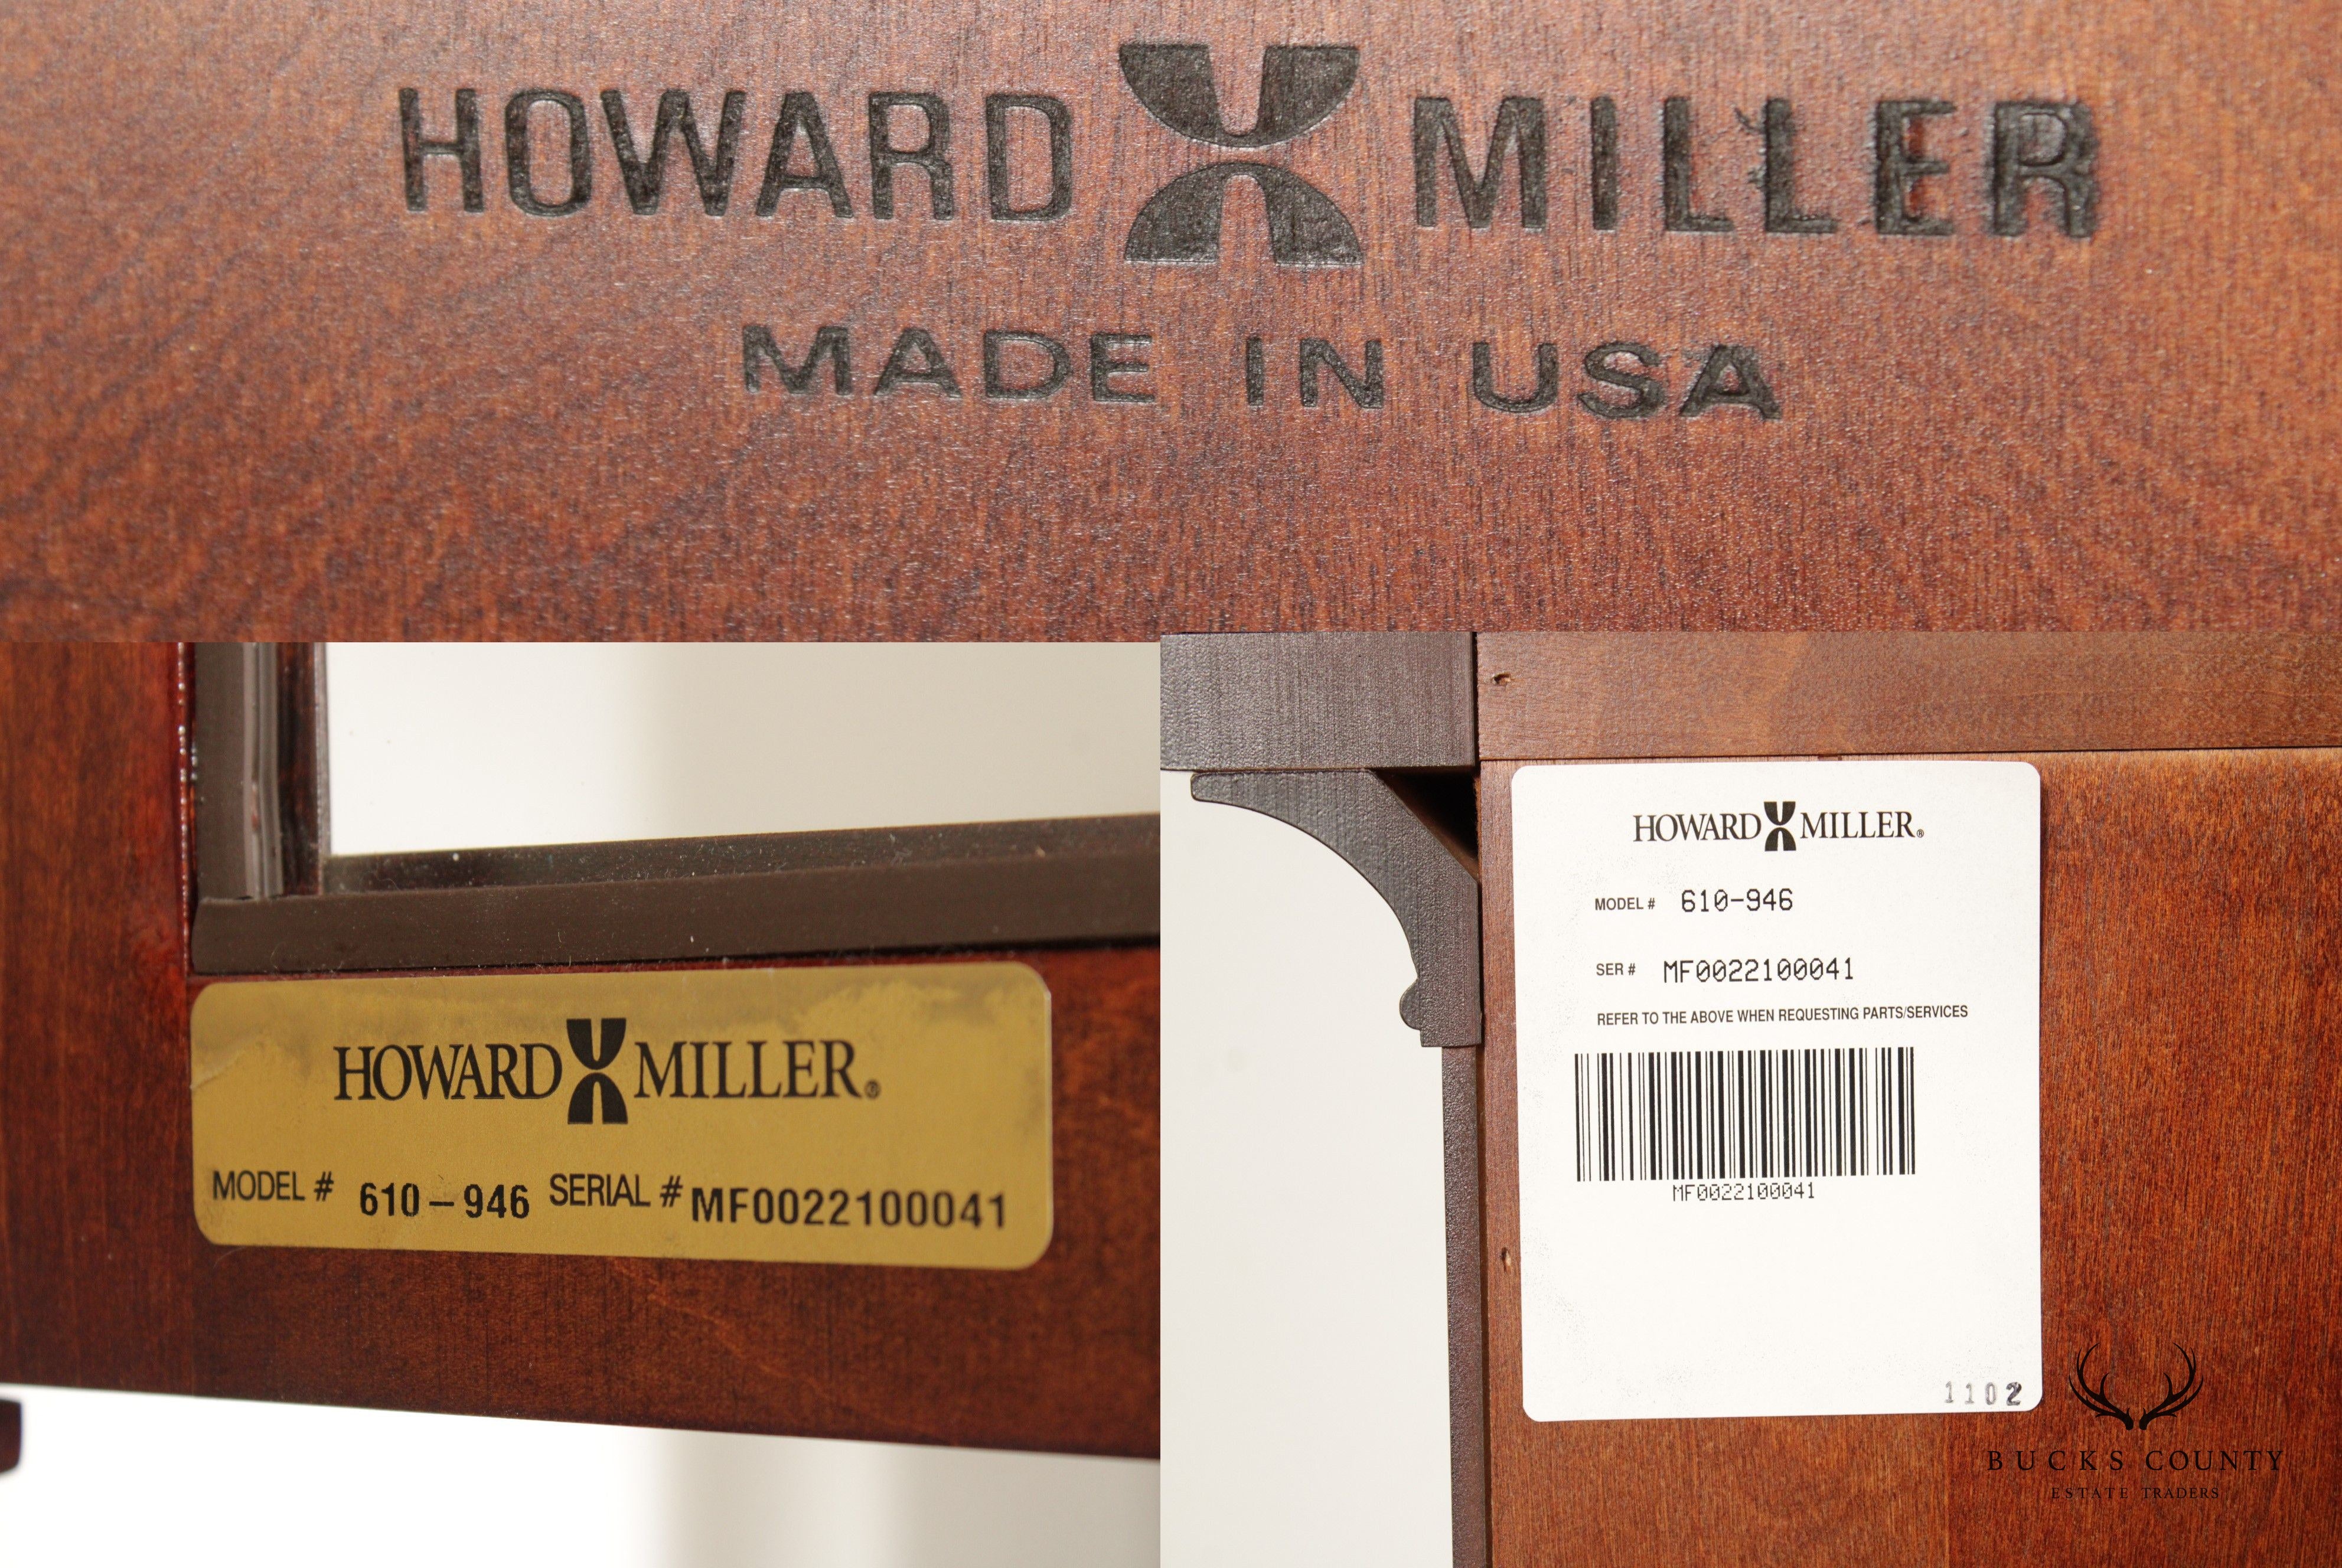 HOWARD MILLER
MADE IN USA
HOWARD MILLER®
MODEL # 610-946 SERIAL # MF0022100041
HOWARD MILLER®
MODEL # 610-946
SER # MF0022100041
REFER TO THE ABOVE WHEN REQUESTING PARTS/SERVICES
MF0022100041
1102
BUCKS COUNTY
ESTATE TRADERS